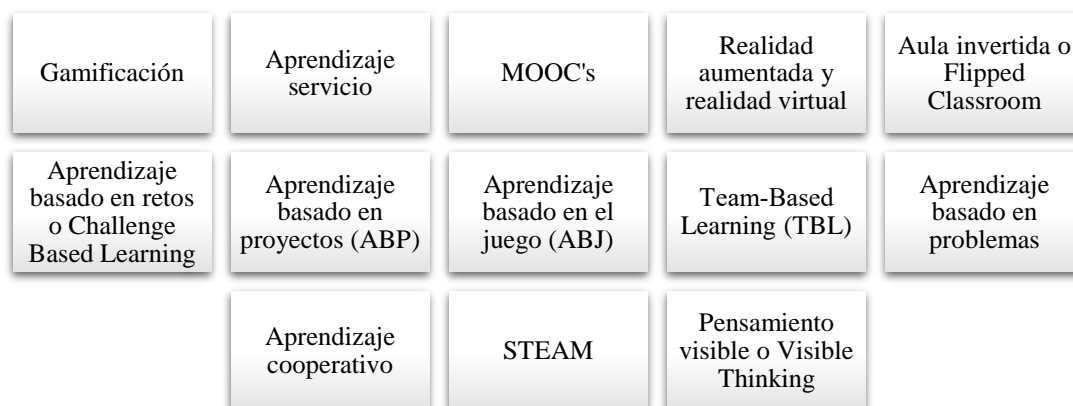 Gamificación
Aprendizaje
servicio
MOOC's
Realidad
aumentada y
realidad virtual
Aula invertida o
Flipped
Classroom
Aprendizaje
basado en retos
o Challenge
Based Learning
Aprendizaje
basado en
proyectos (ABP)
Aprendizaje
basado en el
juego (ABJ)
Team-Based
Learning (TBL)
Aprendizaje
basado en
problemas
Aprendizaje
cooperativo
STEAM
Pensamiento
visible o Visible
Thinking